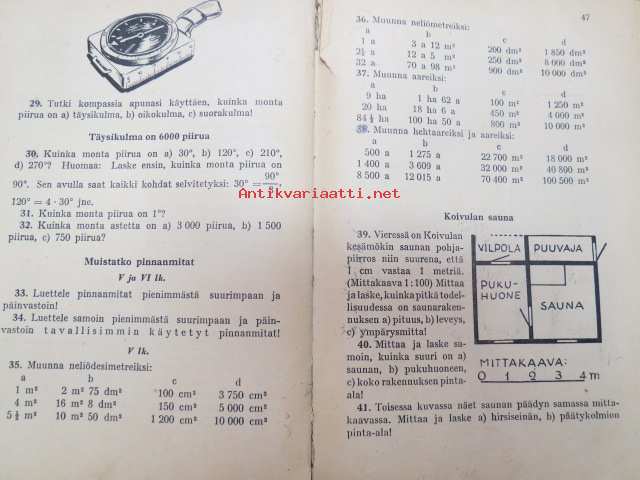 29. Tutki kompassia apunasi käyttäen, kuinka monta
piirua on a) täysikulma, b) oikokulma, c) suorakulma!
Täysikulma on 6000 piirua
30. Kuinka monta piirua on a) 30°, b) 120°, c) 210°,
d) 270°? Huomaa: Laske ensin, kuinka monta piirua on
90°. Sen avulla saat kaikki kohdat selvitetyksi: 30° = 90°
120° = 4 · 30° jne.
31. Kuinka monta piirua on 1°?
32. Kuinka monta astetta on a) 3 000 piirua, b) 1 500
piirua, c) 750 piirua?
Muistatko pinnanmitat
V ja VI lk.
33. Luettele pinnanmitat pienimmästä suurimpaan ja
päinvastoin!
34. Luettele samoin pienimmästä suurimpaan ja päin-
vastoin tavallisimmin käytetyt pinnanmitat!
V lk.
35. Muunna neliödesimetreiksi:
a b c d
1 m² 2 m² 75 dm² 100 cm² 3 750 cm²
4 m² 16 m² 8 dm² 150 cm² 5 000 cm²
5½ m² 10 m² 50 dm² 1 200 cm² 10 000 cm²
47
36. Muunna neliömetreiksi:
a b c d
1 a 3 a 12 m² 200 dm² 1 850 dm²
2½ a 12 a 5 m² 250 dm² 8 000 dm²
32 a 70 a 98 m² 900 dm² 10 000 dm²
37. Muunna aareiksi:
a b c d
9 ha 1 ha 62 a 100 m² 1 250 m²
20 ha 18 ha 6 a 450 m² 4 000 m²
84½ ha 100 ha 50 a 800 m² 10 000 m²
38. Muunna hehtaareiksi ja aareiksi:
a b c d
500 a 1 275 a 22 700 m² 18 000 m²
1 400 a 3 609 a 32 000 m² 40 800 m²
8 500 a 12 015 a 70 400 m² 100 500 m²
Antikvariaatti.net
Koivulan sauna
39. Vieressä on Koivulan
kesämökin saunan pohja-
piirros niin suurena, että
1 cm vastaa 1 metriä.
(Mittakaava 1:100) Mittaa
ja laske, kuinka pitkä todel-
lisuudessa on saunaraken-
nuksen a) pituus, b) leveys,
c) ympärysmitta!
40. Mittaa ja laske sa-
moin, kuinka suuri on a)
saunan, b) pukuhuoneen,
c) koko rakennuksen pinta-
ala!
VILPOLA
PUUVAJA
PUKU-
HUONE
SAUNA
MITTAKAAVA:
0 1 2 3 4 m
41. Toisessa kuvassa näet saunan päädyn samassa mitta-
kaavassa. Mittaa ja laske a) hirsiseinän, b) päätykolmion
pinta-ala!